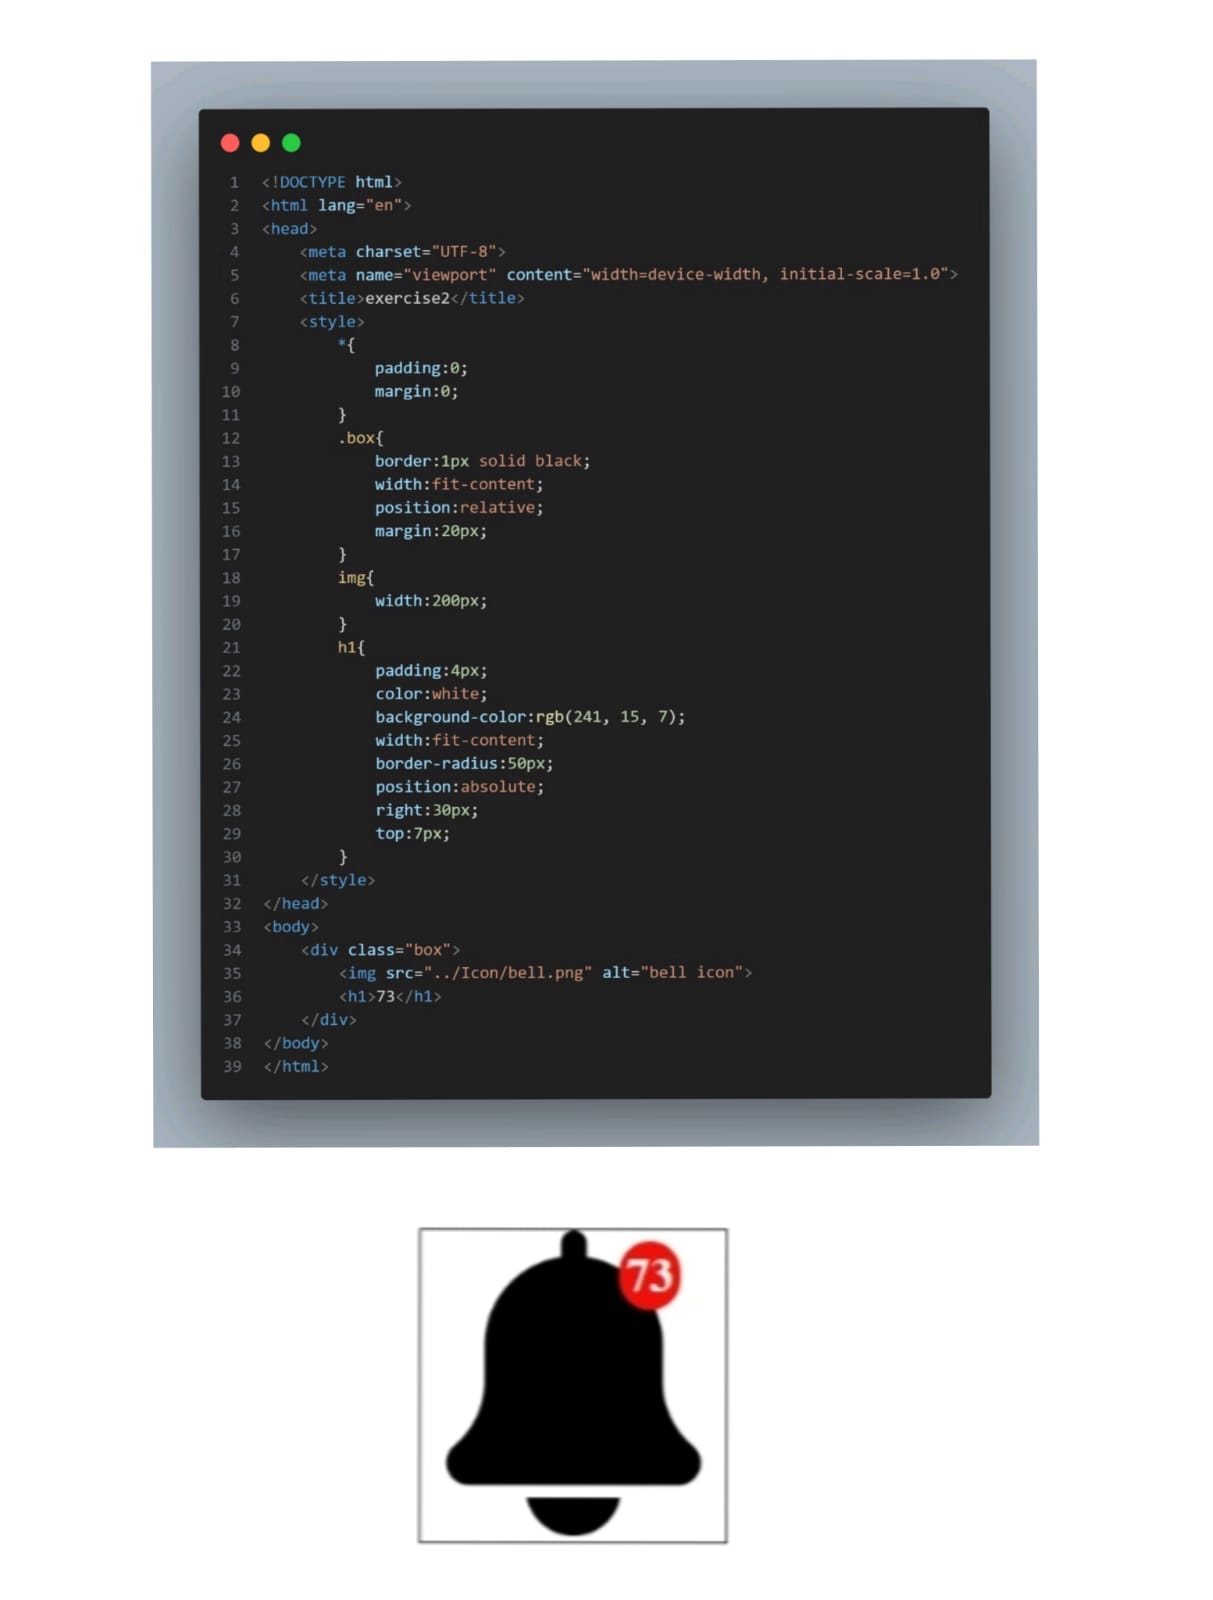 1 <!DOCTYPE html>
2 <html lang="en">
3 <head>
4     <meta charset="UTF-8">
5     <meta name="viewport" content="width=device-width, initial-scale=1.0">
6     <title>exercise2</title>
7     <style>
8         *{
9             padding:0;
10             margin:0;
11         }
12         .box{
13             border:1px solid black;
14             width:fit-content;
15             position:relative;
16             margin:20px;
17         }
18         img{
19             width:200px;
20         }
21         h1{
22             padding:4px;
23             color:white;
24             background-color:rgb(241, 15, 7);
25             width:fit-content;
26             border-radius:50px;
27             position:absolute;
28             right:30px;
29             top:7px;
30         }
31     </style>
32 </head>
33 <body>
34     <div class="box">
35         <img src="../Icon/bell.png" alt="bell icon">
36         <h1>73</h1>
37     </div>
38 </body>
39 </html>
73